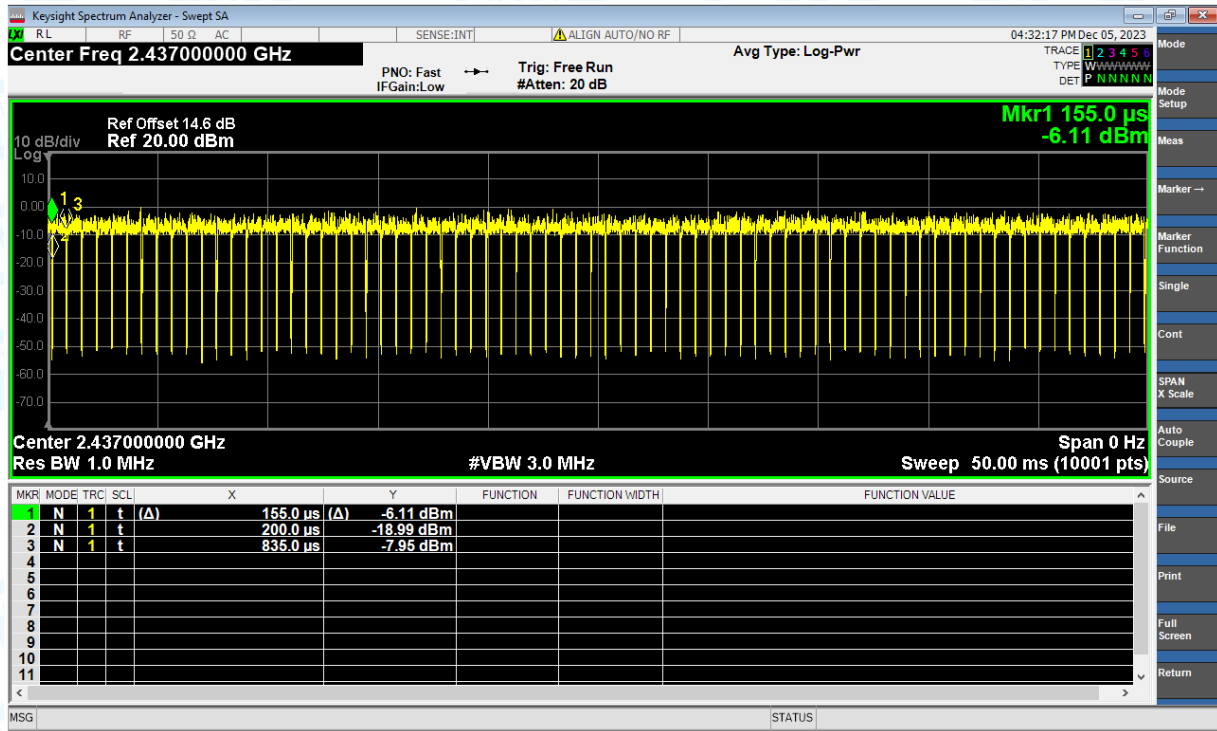 Keysight Spectrum Analyzer - Swept SA
LXI RL RF 50 Ω AC SENSE:INT ALIGN AUTO/NO RF 04:32:17 PM Dec 05, 2023
Center Freq 2.437000000 GHz
PNO: Fast
IFGain:Low
Trig: Free Run
#Atten: 20 dB
Avg Type: Log-Pwr
TRACE 1 2 3 4 5 6
TYPE WWWWWW
DET P N N N N N
Mkr1 155.0 µs
-6.11 dBm
Ref Offset 14.6 dB
10 dB/div Ref 20.00 dBm
Log
10.0
0.00
-10.0
-20.0
-30.0
-40.0
-50.0
-60.0
-70.0
1
3
2
Center 2.437000000 GHz Span 0 Hz
Res BW 1.0 MHz #VBW 3.0 MHz Sweep 50.00 ms (10001 pts)
MKR MODE TRC SCL X Y FUNCTION FUNCTION WIDTH FUNCTION VALUE
1 N 1 t (Δ) 155.0 µs (Δ) -6.11 dBm
2 N 1 t 200.0 µs -18.99 dBm
3 N 1 t 835.0 µs -7.95 dBm
4
5
6
7
8
9
10
11
MSG STATUS
Mode
Mode
Setup
Meas
Marker →
Marker
Function
Single
Cont
SPAN
X Scale
Auto
Couple
Source
File
Print
Full
Screen
Return